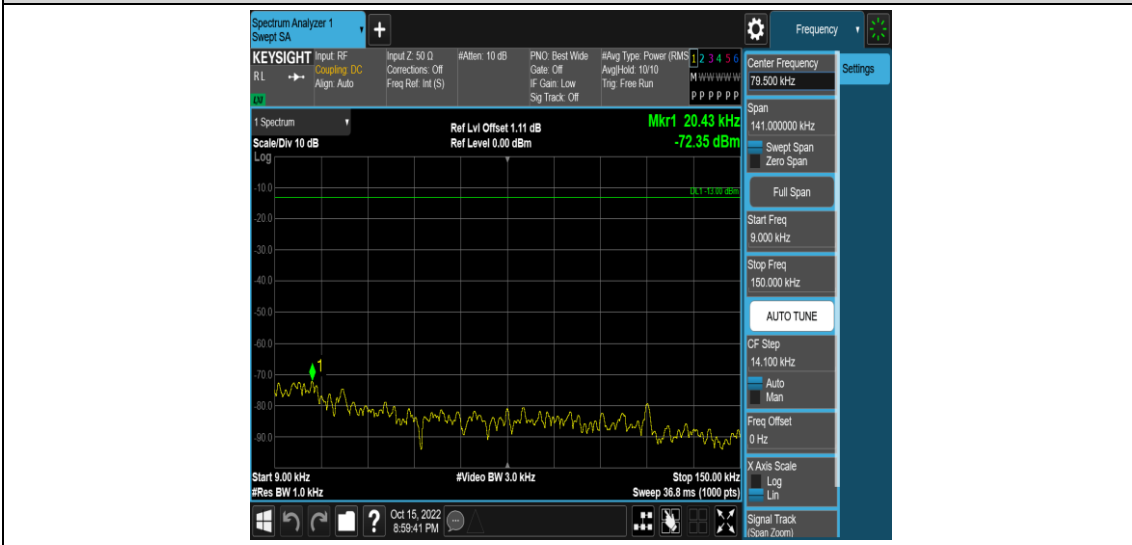 Spectrum Analyzer 1
Swept SA
+
Frequency
KEYSIGHT
RL
LXI
Input: RF
Coupling: DC
Align: Auto
Input Z: 50 Ω
Corrections: Off
Freq Ref: Int (S)
#Atten: 10 dB
PNO: Best Wide
Gate: Off
IF Gain: Low
Sig Track: Off
#Avg Type: Power (RMS
Avg|Hold: 10/10
Trig: Free Run
1 2 3 4 5 6
M W W W W W
P P P P P P
1 Spectrum
Scale/Div 10 dB
Log
Ref Lvl Offset 1.11 dB
Ref Level 0.00 dBm
Mkr1 20.43 kHz
-72.35 dBm
DL1 -13.00 dBm
-10.0
-20.0
-30.0
-40.0
-50.0
-60.0
-70.0
-80.0
-90.0
1
Start 9.00 kHz
#Res BW 1.0 kHz
#Video BW 3.0 kHz
Stop 150.00 kHz
Sweep 36.8 ms (1000 pts)
?
Oct 15, 2022
8:59:41 PM
Center Frequency
79.500 kHz
Settings
Span
141.000000 kHz
Swept Span
Zero Span
Full Span
Start Freq
9.000 kHz
Stop Freq
150.000 kHz
AUTO TUNE
CF Step
14.100 kHz
Auto
Man
Freq Offset
0 Hz
X Axis Scale
Log
Lin
Signal Track
(Span Zoom)